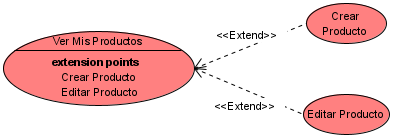 Ver Mis Productos
extension points
Crear Producto
Editar Producto
<<Extend>>
<<Extend>>
Crear
Producto
Editar Producto